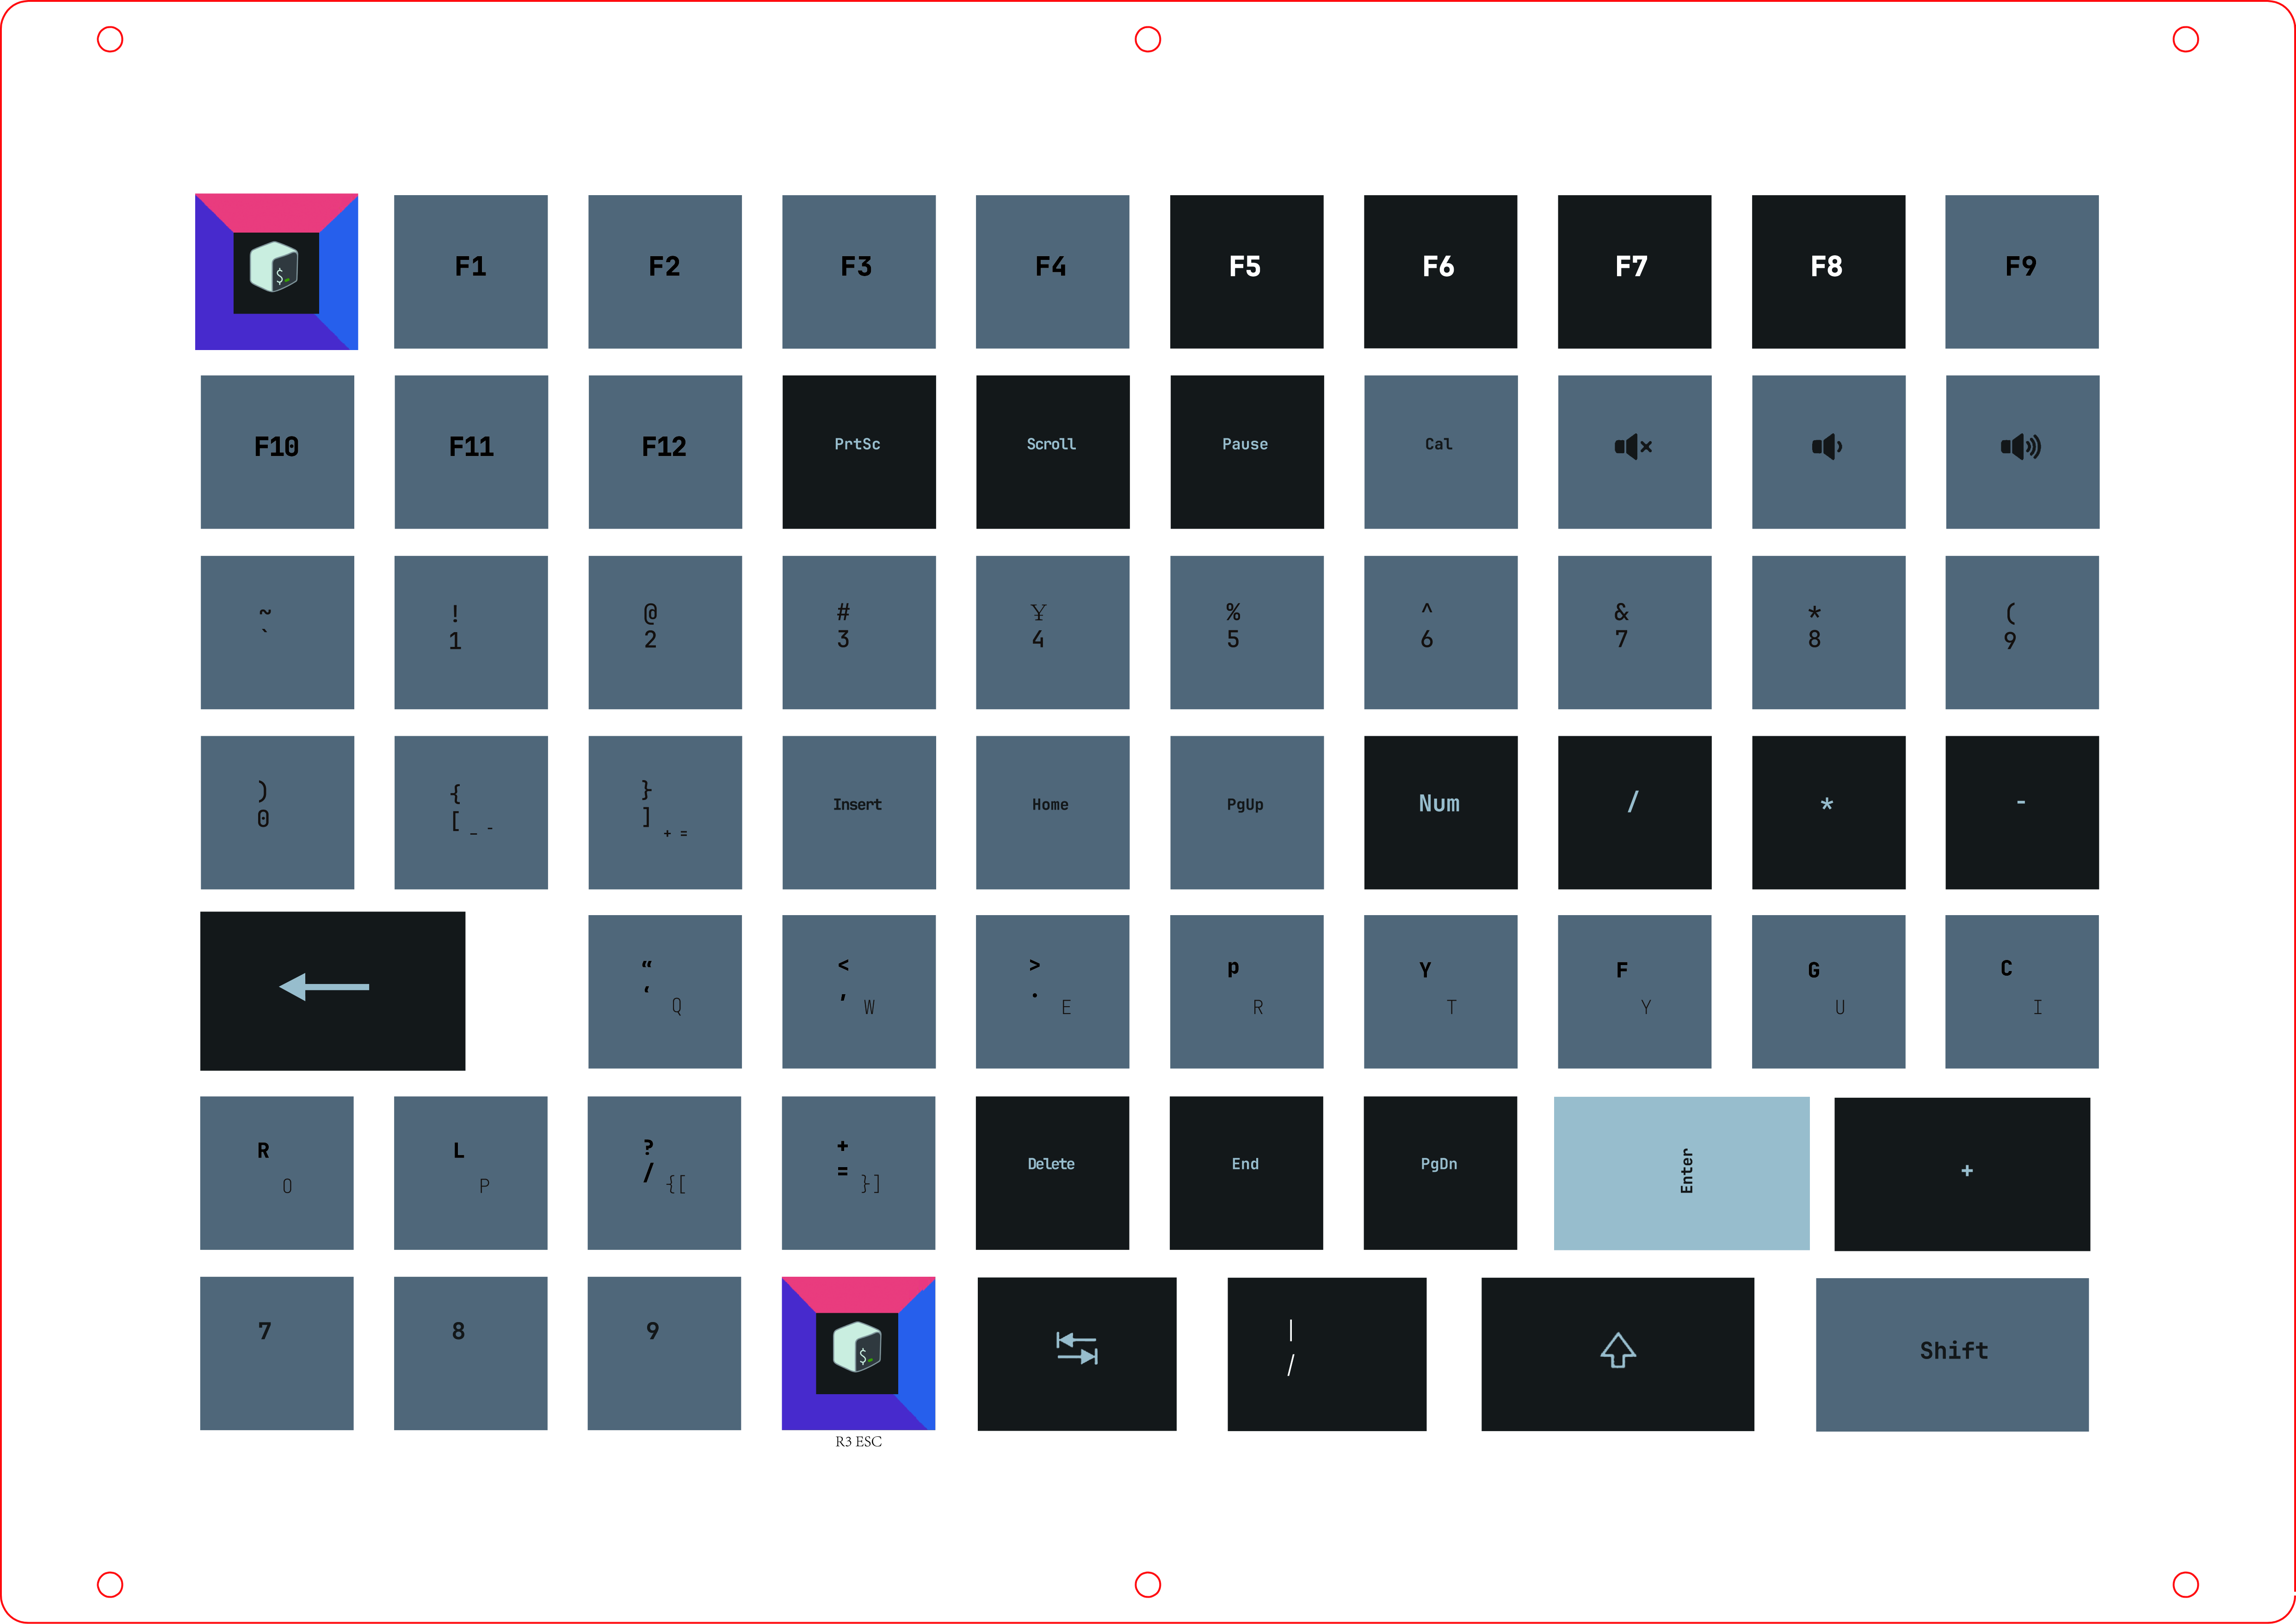 $_
F1
F2
F3
F4
F5
F6
F7
F8
F9
F10
F11
F12
PrtSc
Scroll
Pause
Cal
~
`
!
1
@
2
#
3
¥
4
%
5
^
6
&
7
*
8
(
9
)
0
{
[ _ -
}
] + =
Insert
Home
PgUp
Num
/
*
-
“
‘ Q
<
, W
>
. E
p
R
Y
T
F
Y
G
U
C
I
R
O
L
P
?
/ {[
+
= }]
Delete
End
PgDn
Enter
+
7
8
9
$_
|
/
Shift
R3 ESC